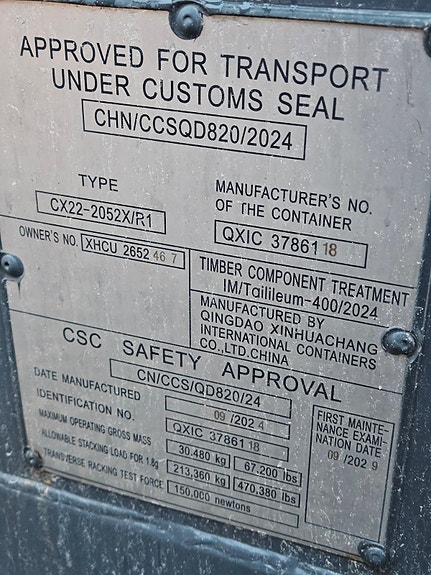 APPROVED FOR TRANSPORT
UNDER CUSTOMS SEAL
CHN/CCSQD820/2024
TYPE
CX22-2052X/R1
MANUFACTURER'S NO.
OF THE CONTAINER
QXIC 3786118
OWNER'S NO. XHCU 265246 7
TIMBER COMPONENT TREATMENT
IM/Tailileum-400/2024
MANUFACTURED BY
QINGDAO XINHUACHANG
INTERNATIONAL CONTAINERS
CO.,LTD.CHINA
CSC SAFETY APPROVAL
CN/CCS/QD820/24
DATE MANUFACTURED 09/2024
IDENTIFICATION NO. QXIC 3786118
MAXIMUM OPERATING GROSS MASS 30.480 kg 67.200 lbs
ALLOWABLE STACKING LOAD FOR 1.8g 213,360 kg 470,380 lbs
TRANSVERSE RACKING TEST FORCE 150,000 newtons
FIRST MAINTE-
NANCE EXAMI-
NATION DATE
09/2029